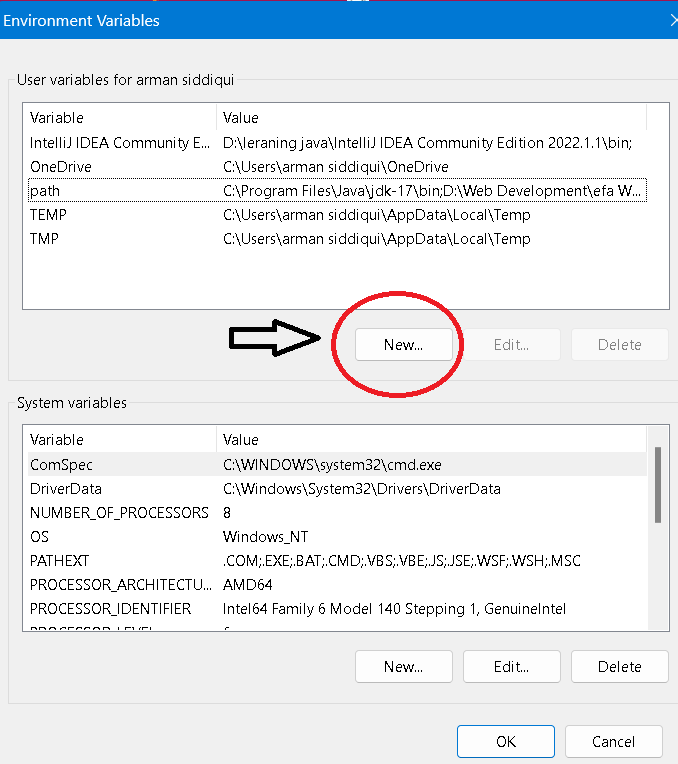 Environment Variables
User variables for arman siddiqui
Variable Value
IntelliJ IDEA Community E... D:\leraning java\IntelliJ IDEA Community Edition 2022.1.1\bin;
OneDrive C:\Users\arman siddiqui\OneDrive
path C:\Program Files\Java\jdk-17\bin;D:\Web Development\efa W...
TEMP C:\Users\arman siddiqui\AppData\Local\Temp
TMP C:\Users\arman siddiqui\AppData\Local\Temp
New... Edit... Delete
System variables
Variable Value
ComSpec C:\WINDOWS\system32\cmd.exe
DriverData C:\Windows\System32\Drivers\DriverData
NUMBER_OF_PROCESSORS 8
OS Windows_NT
PATHEXT .COM;.EXE;.BAT;.CMD;.VBS;.VBE;.JS;.JSE;.WSF;.WSH;.MSC
PROCESSOR_ARCHITECTU... AMD64
PROCESSOR_IDENTIFIER Intel64 Family 6 Model 140 Stepping 1, GenuineIntel
New... Edit... Delete
OK Cancel